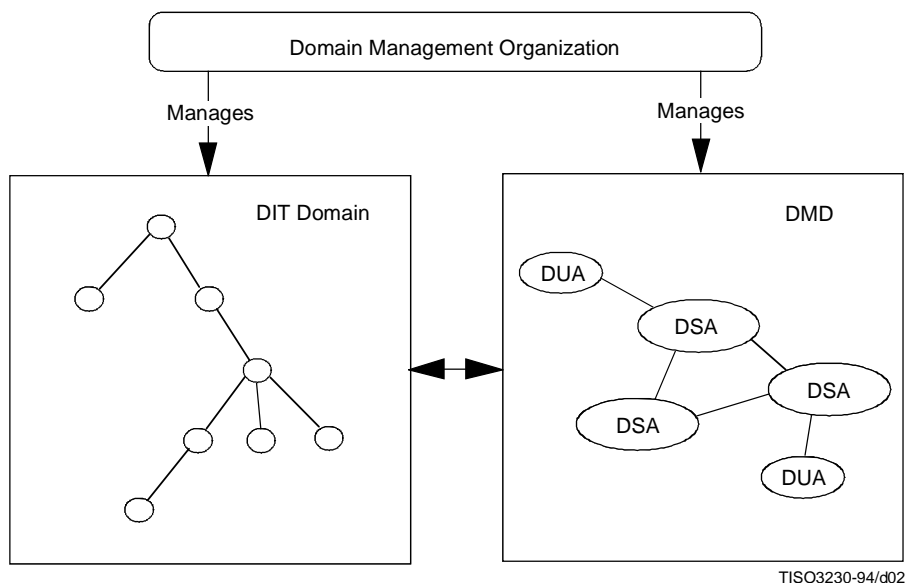 Domain Management Organization
Manages
Manages
DIT Domain
DMD
DUA
DSA
DSA
DSA
DUA
TISO3230-94/d02